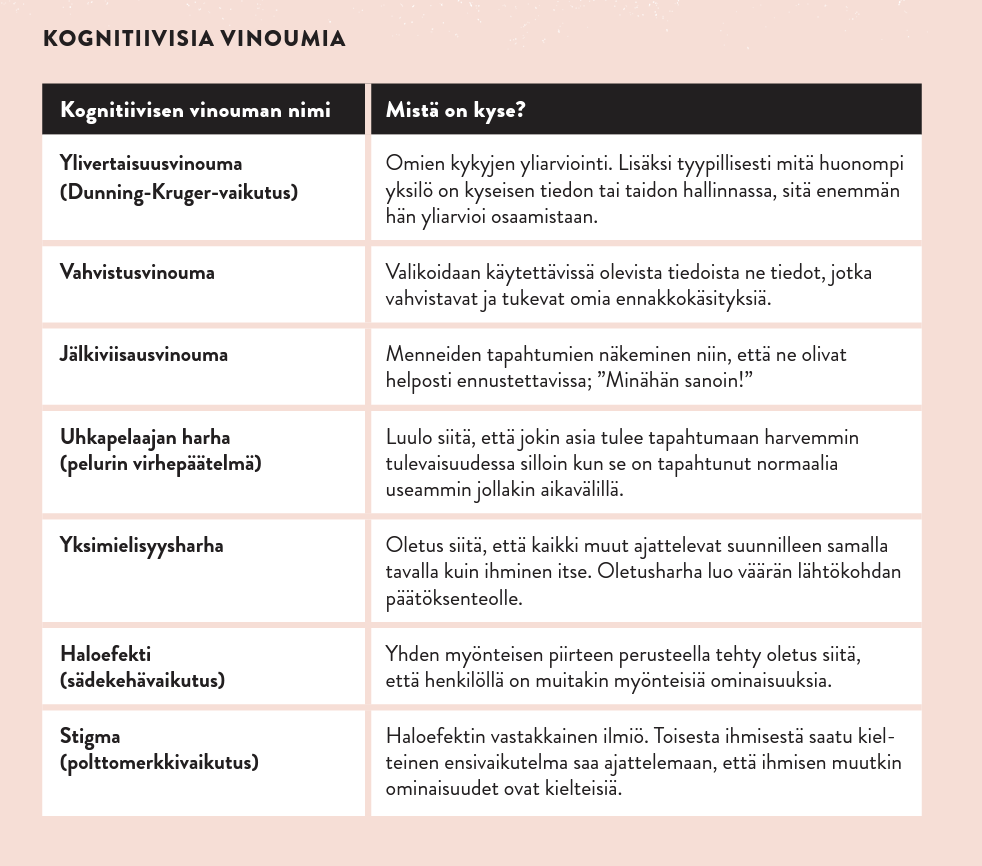 KOGNITIIVISIA VINOUMIA
Kognitiivisen vinouman nimi
Mistä on kyse?
Ylivertaisuusvinouma
(Dunning-Kruger-vaikutus)
Omien kykyjen yliarviointi. Lisäksi tyypillisesti mitä huonompi
yksilö on kyseisen tiedon tai taidon hallinnassa, sitä enemmän
hän yliarvioi osaamistaan.
Vahvistusvinouma
Valikoidaan käytettävissä olevista tiedoista ne tiedot, jotka
vahvistavat ja tukevat omia ennakkokäsityksiä.
Jälkiviisausvinouma
Menneiden tapahtumien näkeminen niin, että ne olivat
helposti ennustettavissa; ”Minähän sanoin!”
Uhkapelaajan harha
(pelurin virhepäätelmä)
Luulo siitä, että jokin asia tulee tapahtumaan harvemmin
tulevaisuudessa silloin kun se on tapahtunut normaalia
useammin jollakin aikavälillä.
Yksimielisyysharha
Oletus siitä, että kaikki muut ajattelevat suunnilleen samalla
tavalla kuin ihminen itse. Oletusharha luo väärän lähtökohdan
päätöksenteolle.
Haloefekti
(sädekehävaikutus)
Yhden myönteisen piirteen perusteella tehty oletus siitä,
että henkilöllä on muitakin myönteisiä ominaisuuksia.
Stigma
(polttomerkkivaikutus)
Haloefektin vastakkainen ilmiö. Toisesta ihmisestä saatu kiel-
teinen ensivaikutelma saa ajattelemaan, että ihmisen muutkin
ominaisuudet ovat kielteisiä.